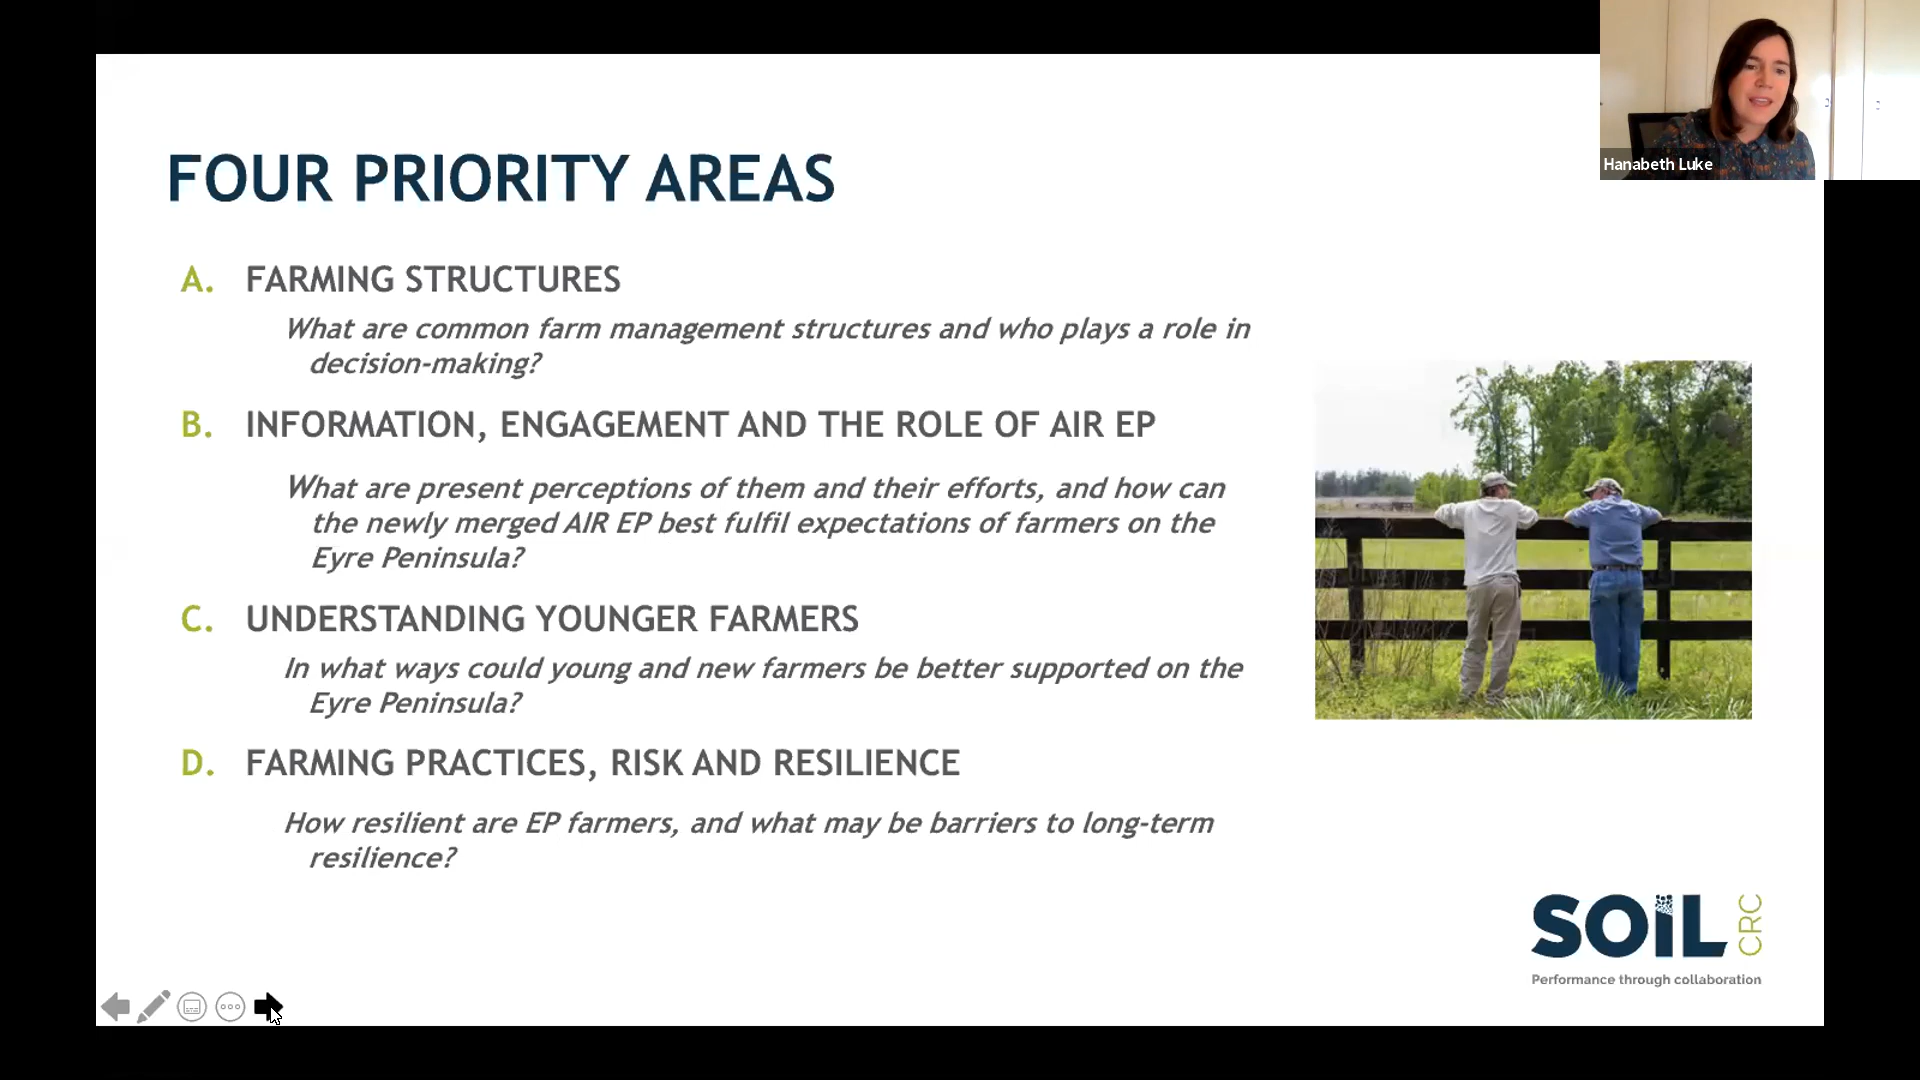 Hanabeth Luke
FOUR PRIORITY AREAS
A. FARMING STRUCTURES
What are common farm management structures and who plays a role in
decision-making?
B. INFORMATION, ENGAGEMENT AND THE ROLE OF AIR EP
What are present perceptions of them and their efforts, and how can
the newly merged AIR EP best fulfil expectations of farmers on the
Eyre Peninsula?
C. UNDERSTANDING YOUNGER FARMERS
In what ways could young and new farmers be better supported on the
Eyre Peninsula?
D. FARMING PRACTICES, RISK AND RESILIENCE
How resilient are EP farmers, and what may be barriers to long-term
resilience?
SOIL CRC
Performance through collaboration